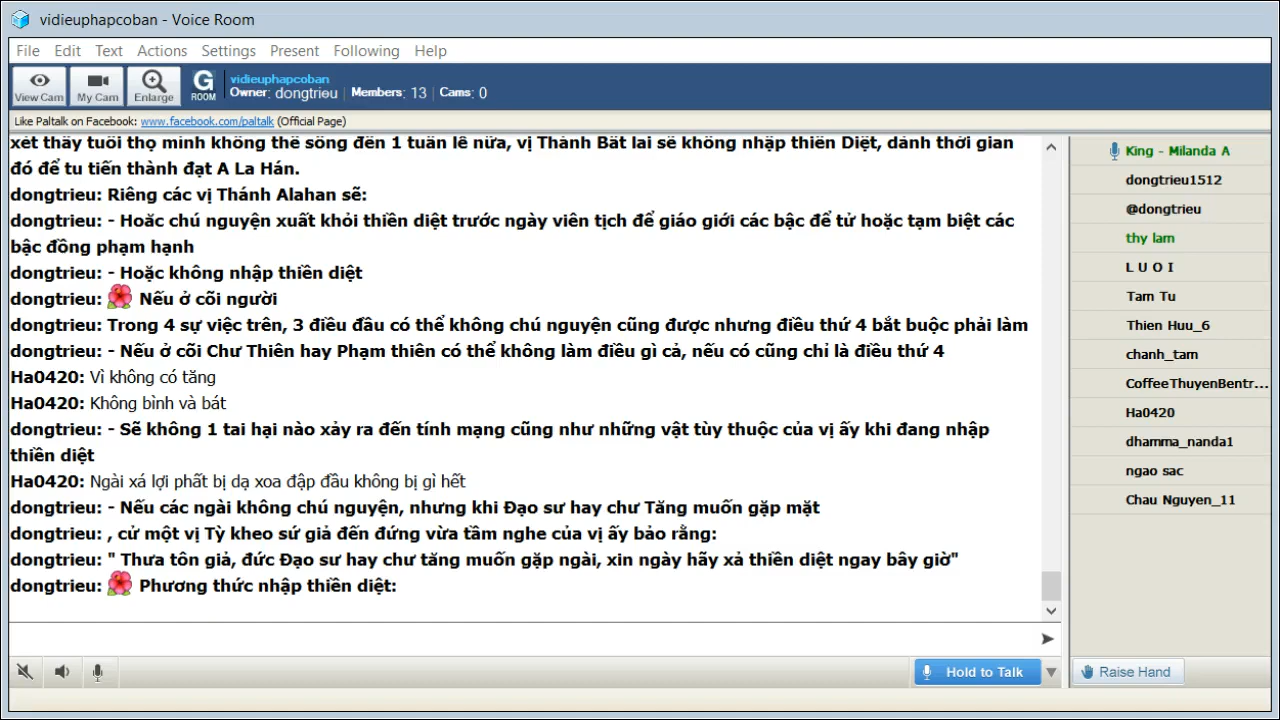 vidieuphapcoban - Voice Room
File Edit Text Actions Settings Present Following Help
View Cam My Cam Enlarge G ROOM vidieuphapcoban
Owner: dongtrieu Members: 13 Cams: 0
Like Paltalk on Facebook: www.facebook.com/paltalk (Official Page)
xét thấy tuổi thọ mình không thể sống đến 1 tuần lễ nữa, vị Thánh Bất lai sẽ không nhập thiền Diệt, dành thời gian
đó để tu tiến thành đạt A La Hán.
dongtrieu: Riêng các vị Thánh Alahan sẽ:
dongtrieu: - Hoăc chú nguyện xuất khỏi thiền diệt trước ngày viên tịch để giáo giới các bậc để tử hoặc tạm biệt các
bậc đồng phạm hạnh
dongtrieu: - Hoặc không nhập thiền diệt
dongtrieu: Nếu ở cõi người
dongtrieu: Trong 4 sự việc trên, 3 điều đầu có thể không chú nguyện cũng được nhưng điều thứ 4 bắt buộc phải làm
dongtrieu: - Nếu ở cõi Chư Thiên hay Phạm thiên có thể không làm điều gì cả, nếu có cũng chỉ là điều thứ 4
Ha0420: Vì không có tăng
Ha0420: Không bình và bát
dongtrieu: - Sẽ không 1 tai hại nào xảy ra đến tính mạng cũng như những vật tùy thuộc của vị ấy khi đang nhập
thiền diệt
Ha0420: Ngài xá lợi phất bị dạ xoa đập đầu không bị gì hết
dongtrieu: - Nếu các ngài không chú nguyện, nhưng khi Đạo sư hay chư Tăng muốn gặp mặt
dongtrieu: , cử một vị Tỳ kheo sứ giả đến đứng vừa tầm nghe của vị ấy bảo rằng:
dongtrieu: " Thưa tôn giả, đức Đạo sư hay chư tăng muốn gặp ngài, xin ngày hãy xả thiền diệt ngay bây giờ"
dongtrieu: Phương thức nhập thiền diệt:
Hold to Talk
King - Milanda A
dongtrieu1512
@dongtrieu
thy lam
L U O I
Tam Tu
Thien Huu_6
chanh_tam
CoffeeThuyenBentr...
Ha0420
dhamma_nanda1
ngao sac
Chau Nguyen_11
Raise Hand